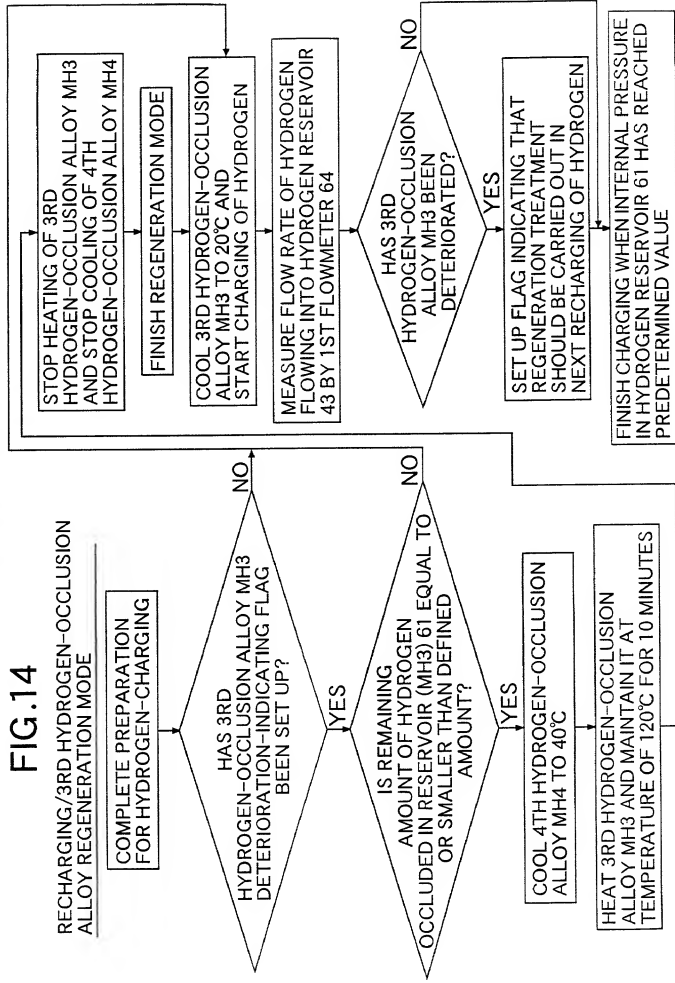 FIG.14
RECHARGING/3RD HYDROGEN-OCCLUSION
ALLOY REGENERATION MODE
COMPLETE PREPARATION
FOR HYDROGEN-CHARGING
HAS 3RD
HYDROGEN-OCCLUSION ALLOY MH3
DETERIORATION-INDICATING FLAG
BEEN SET UP?
NO
YES
IS REMAINING
AMOUNT OF HYDROGEN
OCCLUDED IN RESERVOIR (MH3) 61 EQUAL TO
OR SMALLER THAN DEFINED
AMOUNT?
NO
YES
COOL 4TH HYDROGEN-OCCLUSION
ALLOY MH4 TO 40°C
HEAT 3RD HYDROGEN-OCCLUSION
ALLOY MH3 AND MAINTAIN IT AT
TEMPERATURE OF 120°C FOR 10 MINUTES
STOP HEATING OF 3RD
HYDROGEN-OCCLUSION ALLOY MH3
AND STOP COOLING OF 4TH
HYDROGEN-OCCLUSION ALLOY MH4
FINISH REGENERATION MODE
COOL 3RD HYDROGEN-OCCLUSION
ALLOY MH3 TO 20°C AND
START CHARGING OF HYDROGEN
MEASURE FLOW RATE OF HYDROGEN
FLOWING INTO HYDROGEN RESERVOIR
43 BY 1ST FLOWMETER 64
HAS 3RD
HYDROGEN-OCCLUSION
ALLOY MH3 BEEN
DETERIORATED?
NO
YES
SET UP FLAG INDICATING THAT
REGENERATION TREATMENT
SHOULD BE CARRIED OUT IN
NEXT RECHARGING OF HYDROGEN
FINISH CHARGING WHEN INTERNAL PRESSURE
IN HYDROGEN RESERVOIR 61 HAS REACHED
PREDETERMINED VALUE